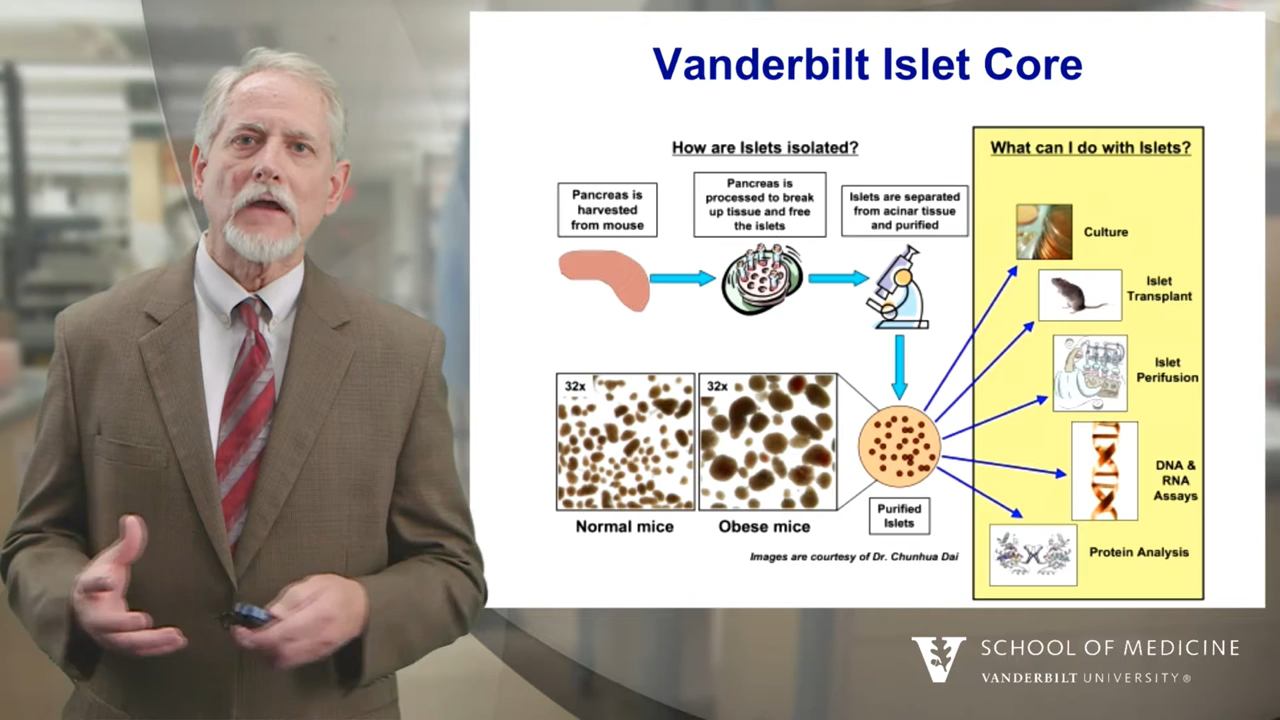 Vanderbilt Islet Core
How are Islets isolated?
Pancreas is
harvested
from mouse
Pancreas is
processed to break
up tissue and free
the islets
Islets are separated
from acinar tissue
and purified
32x
32x
Normal mice
Obese mice
Purified
Islets
Images are courtesy of Dr. Chunhua Dai
What can I do with Islets?
Culture
Islet
Transplant
Islet
Perifusion
DNA &
RNA
Assays
Protein Analysis
V SCHOOL OF MEDICINE
VANDERBILT UNIVERSITY®